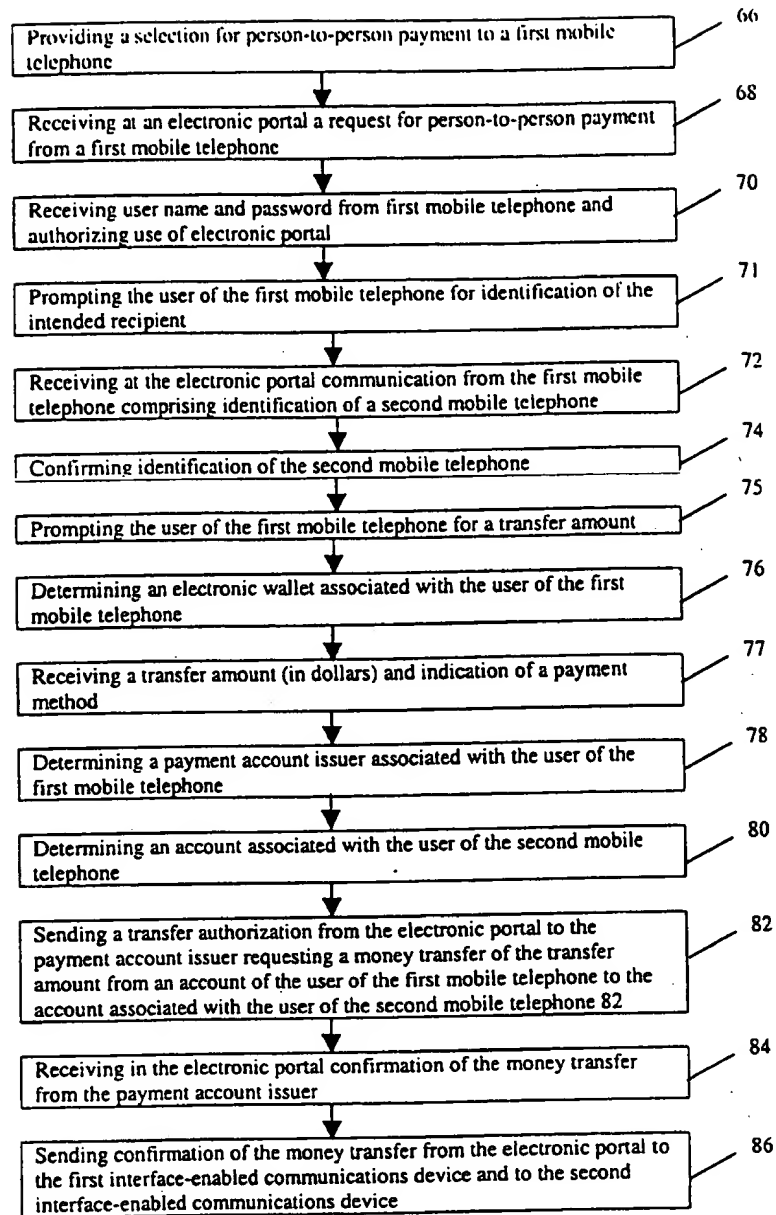 66
Providing a selection for person-to-person payment to a first mobile
telephone
68
Receiving at an electronic portal a request for person-to-person payment
from a first mobile telephone
70
Receiving user name and password from first mobile telephone and
authorizing use of electronic portal
71
Prompting the user of the first mobile telephone for identification of the
intended recipient
72
Receiving at the electronic portal communication from the first mobile
telephone comprising identification of a second mobile telephone
74
Confirming identification of the second mobile telephone
75
Prompting the user of the first mobile telephone for a transfer amount
76
Determining an electronic wallet associated with the user of the first
mobile telephone
77
Receiving a transfer amount (in dollars) and indication of a payment
method
78
Determining a payment account issuer associated with the user of the
first mobile telephone
80
Determining an account associated with the user of the second mobile
telephone
82
Sending a transfer authorization from the electronic portal to the
payment account issuer requesting a money transfer of the transfer
amount from an account of the user of the first mobile telephone to the
account associated with the user of the second mobile telephone 82
84
Receiving in the electronic portal confirmation of the money transfer
from the payment account issuer
86
Sending confirmation of the money transfer from the electronic portal to
the first interface-enabled communications device and to the second
interface-enabled communications device